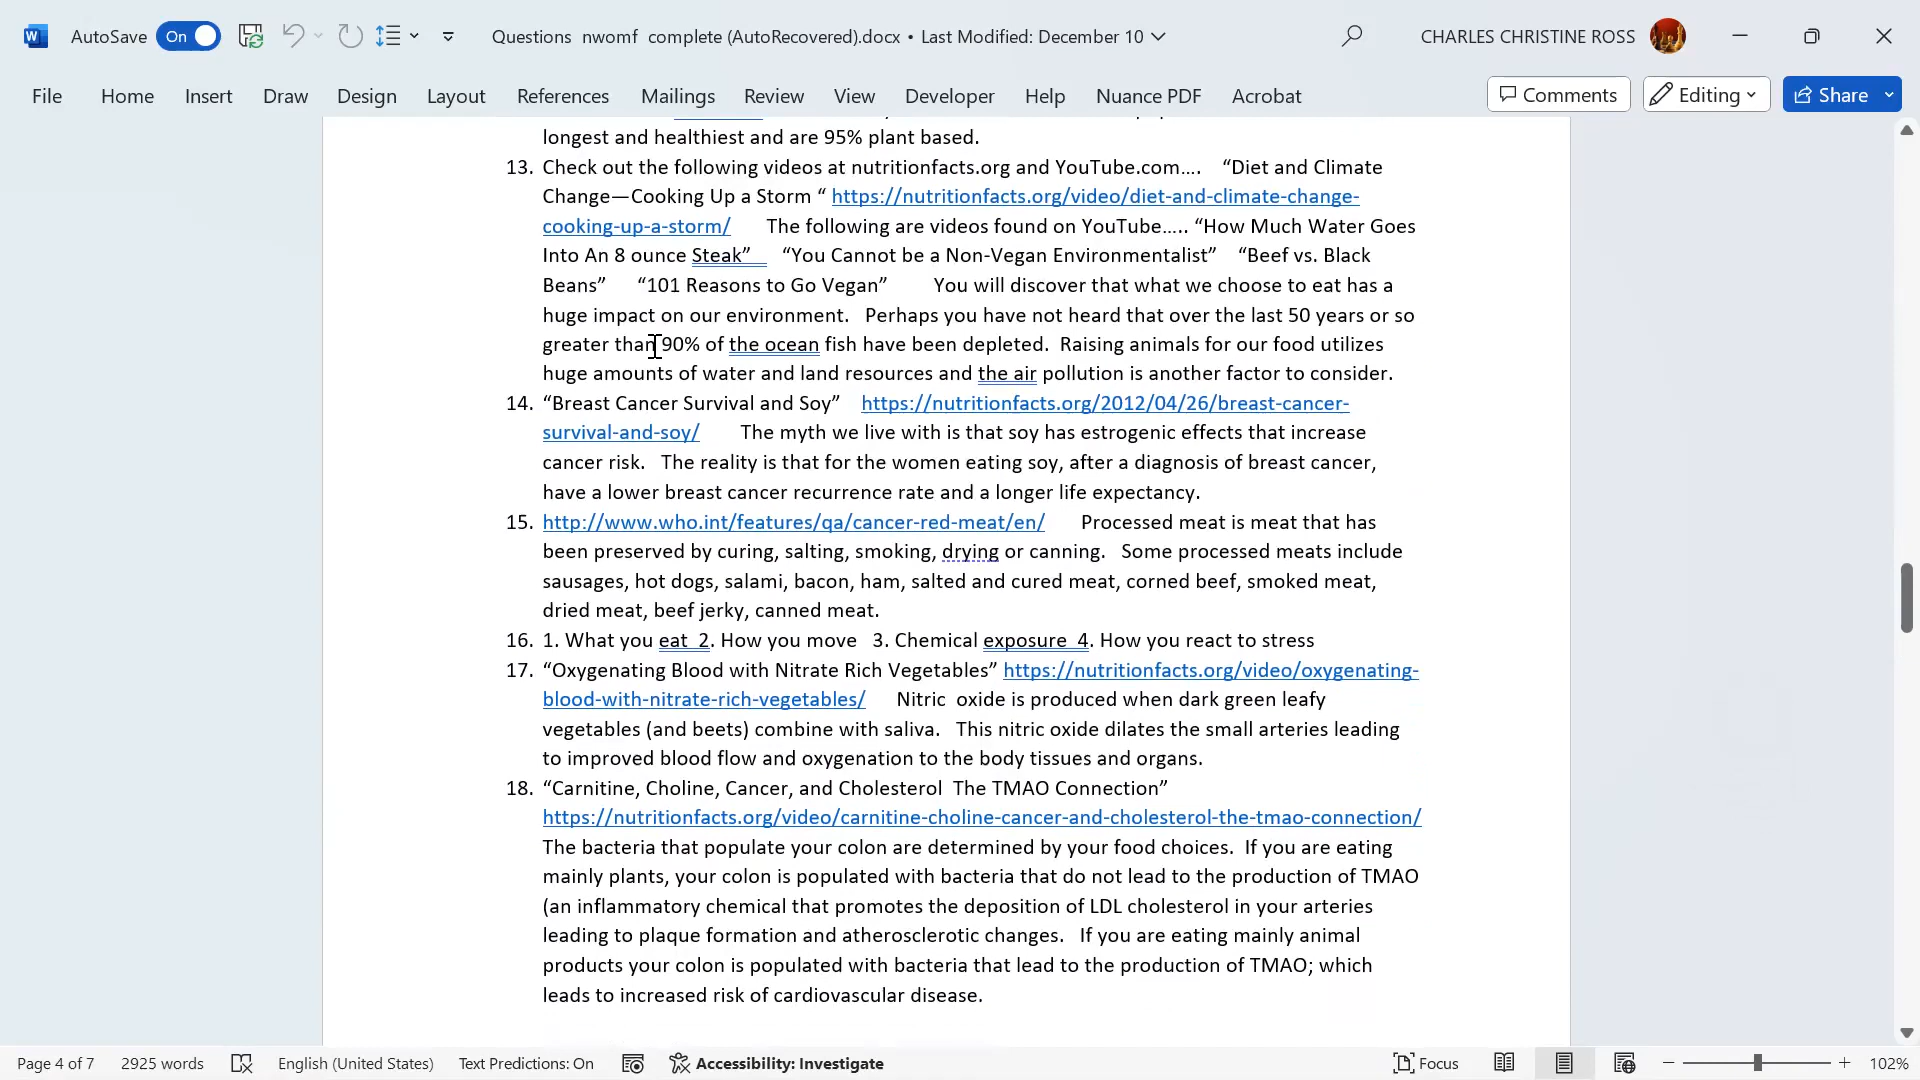 AutoSave On Questions nwomf complete (AutoRecovered).docx • Last Modified: December 10 CHARLES CHRISTINE ROSS
File Home Insert Draw Design Layout References Mailings Review View Developer Help Nuance PDF Acrobat Comments Editing Share
longest and healthiest and are 95% plant based.
13. Check out the following videos at nutritionfacts.org and YouTube.com…. “Diet and Climate
Change—Cooking Up a Storm “ https://nutritionfacts.org/video/diet-and-climate-change-
cooking-up-a-storm/ The following are videos found on YouTube….. “How Much Water Goes
Into An 8 ounce Steak” “You Cannot be a Non-Vegan Environmentalist” “Beef vs. Black
Beans” “101 Reasons to Go Vegan” You will discover that what we choose to eat has a
huge impact on our environment. Perhaps you have not heard that over the last 50 years or so
greater than 90% of the ocean fish have been depleted. Raising animals for our food utilizes
huge amounts of water and land resources and the air pollution is another factor to consider.
14. “Breast Cancer Survival and Soy” https://nutritionfacts.org/2012/04/26/breast-cancer-
survival-and-soy/ The myth we live with is that soy has estrogenic effects that increase
cancer risk. The reality is that for the women eating soy, after a diagnosis of breast cancer,
have a lower breast cancer recurrence rate and a longer life expectancy.
15. http://www.who.int/features/qa/cancer-red-meat/en/ Processed meat is meat that has
been preserved by curing, salting, smoking, drying or canning. Some processed meats include
sausages, hot dogs, salami, bacon, ham, salted and cured meat, corned beef, smoked meat,
dried meat, beef jerky, canned meat.
16. 1. What you eat 2. How you move 3. Chemical exposure 4. How you react to stress
17. “Oxygenating Blood with Nitrate Rich Vegetables” https://nutritionfacts.org/video/oxygenating-
blood-with-nitrate-rich-vegetables/ Nitric oxide is produced when dark green leafy
vegetables (and beets) combine with saliva. This nitric oxide dilates the small arteries leading
to improved blood flow and oxygenation to the body tissues and organs.
18. “Carnitine, Choline, Cancer, and Cholesterol The TMAO Connection”
https://nutritionfacts.org/video/carnitine-choline-cancer-and-cholesterol-the-tmao-connection/
The bacteria that populate your colon are determined by your food choices. If you are eating
mainly plants, your colon is populated with bacteria that do not lead to the production of TMAO
(an inflammatory chemical that promotes the deposition of LDL cholesterol in your arteries
leading to plaque formation and atherosclerotic changes. If you are eating mainly animal
products your colon is populated with bacteria that lead to the production of TMAO; which
leads to increased risk of cardiovascular disease.
Page 4 of 7 2925 words English (United States) Text Predictions: On Accessibility: Investigate Focus 102%